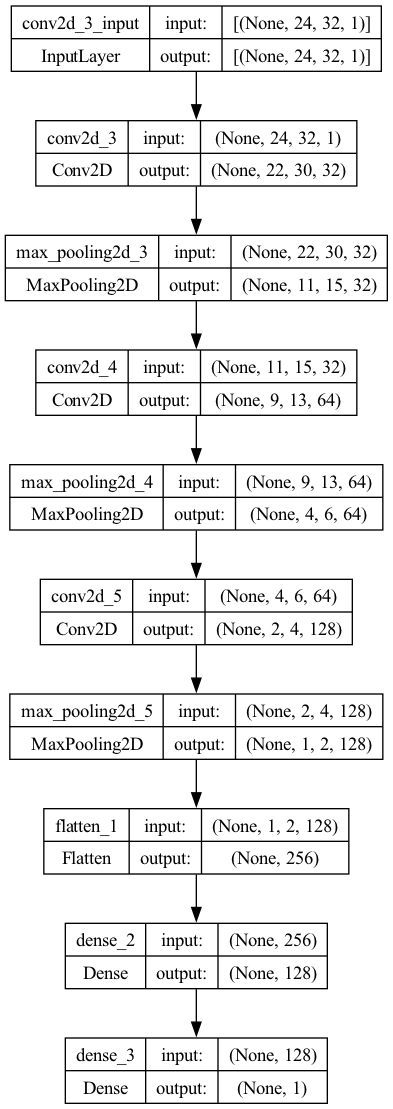 conv2d_3_input input: [(None, 24, 32, 1)]
InputLayer output: [(None, 24, 32, 1)]
conv2d_3 input: (None, 24, 32, 1)
Conv2D output: (None, 22, 30, 32)
max_pooling2d_3 input: (None, 22, 30, 32)
MaxPooling2D output: (None, 11, 15, 32)
conv2d_4 input: (None, 11, 15, 32)
Conv2D output: (None, 9, 13, 64)
max_pooling2d_4 input: (None, 9, 13, 64)
MaxPooling2D output: (None, 4, 6, 64)
conv2d_5 input: (None, 4, 6, 64)
Conv2D output: (None, 2, 4, 128)
max_pooling2d_5 input: (None, 2, 4, 128)
MaxPooling2D output: (None, 1, 2, 128)
flatten_1 input: (None, 1, 2, 128)
Flatten output: (None, 256)
dense_2 input: (None, 256)
Dense output: (None, 128)
dense_3 input: (None, 128)
Dense output: (None, 1)